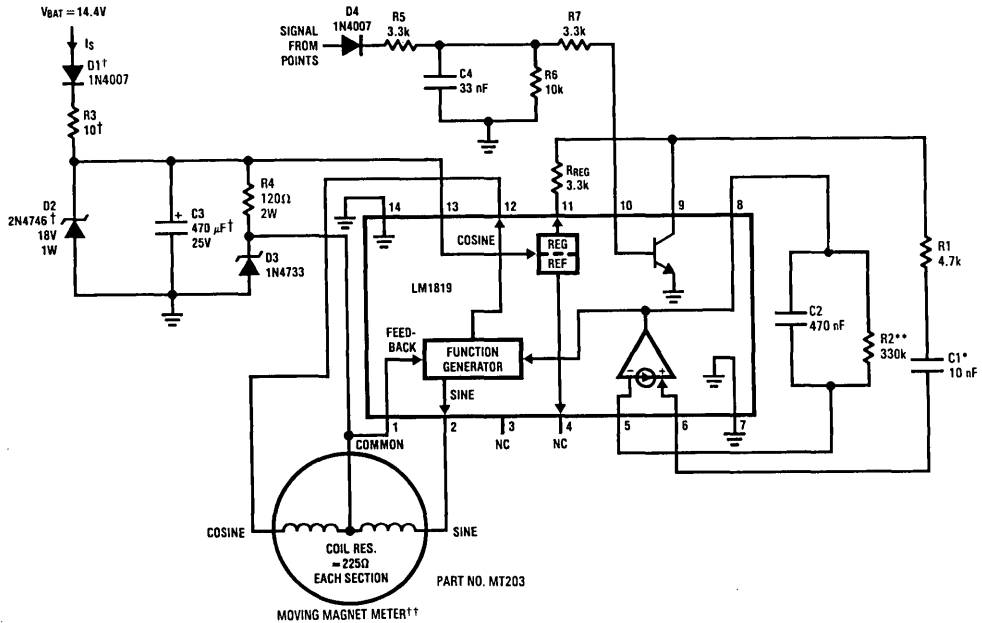 VBAT = 14.4V
IS
D1†
1N4007
R3
10†
D2
2N4746†
18V
1W
C3
470 µF†
25V
+
R4
120Ω
2W
D3
1N4733
SIGNAL
FROM
POINTS
D4
1N4007
R5
3.3k
C4
33 nF
R6
10k
R7
3.3k
RREG
3.3k
14
13
12
11
10
9
8
COSINE
REG
REF
LM1819
FEED-
BACK
FUNCTION
GENERATOR
SINE
- +
1
2
3
4
5
6
7
COMMON
NC
NC
C2
470 nF
R2**
330k
R1
4.7k
C1*
10 nF
COSINE
SINE
COIL RES.
= 225Ω
EACH SECTION
PART NO. MT203
MOVING MAGNET METER††